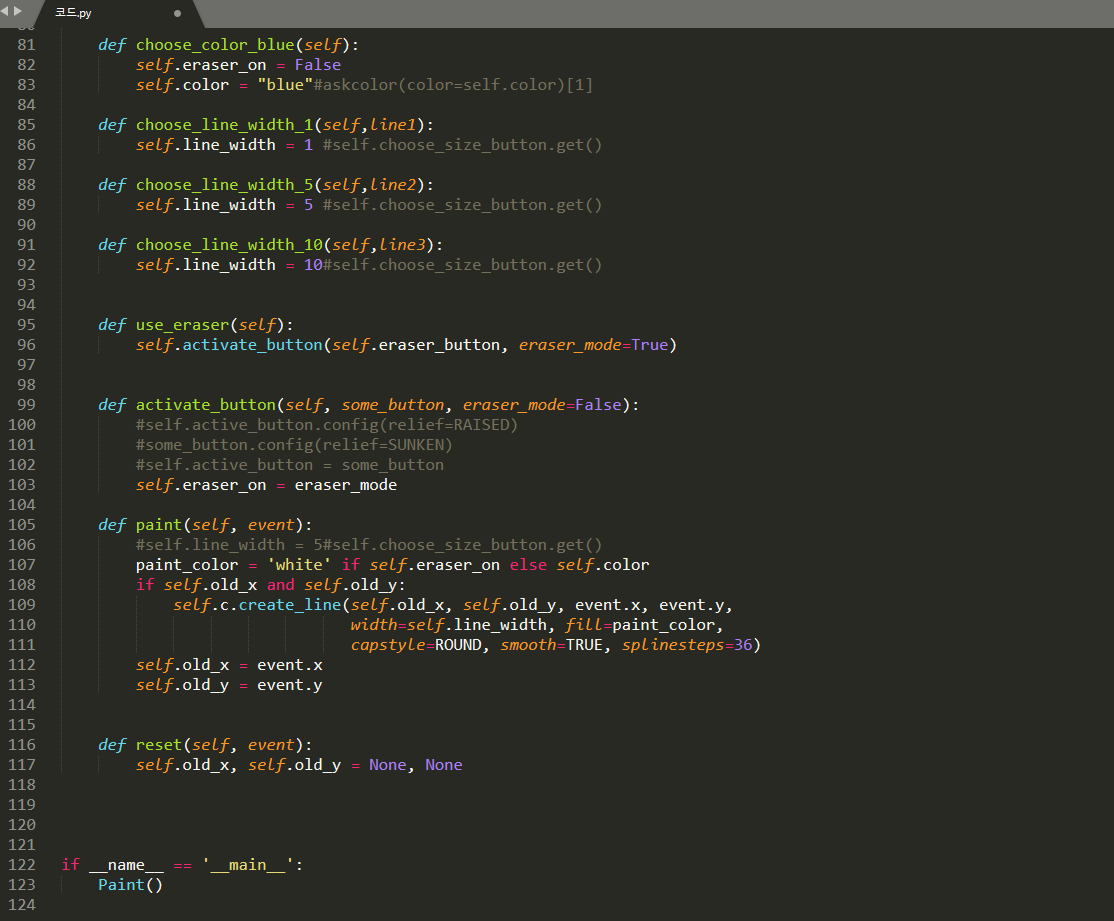 코드.py
81 def choose_color_blue(self):
82 self.eraser_on = False
83 self.color = "blue"#askcolor(color=self.color)[1]
84
85 def choose_line_width_1(self,line1):
86 self.line_width = 1 #self.choose_size_button.get()
87
88 def choose_line_width_5(self,line2):
89 self.line_width = 5 #self.choose_size_button.get()
90
91 def choose_line_width_10(self,line3):
92 self.line_width = 10#self.choose_size_button.get()
93
94
95 def use_eraser(self):
96 self.activate_button(self.eraser_button, eraser_mode=True)
97
98
99 def activate_button(self, some_button, eraser_mode=False):
100 #self.active_button.config(relief=RAISED)
101 #some_button.config(relief=SUNKEN)
102 #self.active_button = some_button
103 self.eraser_on = eraser_mode
104
105 def paint(self, event):
106 #self.line_width = 5#self.choose_size_button.get()
107 paint_color = 'white' if self.eraser_on else self.color
108 if self.old_x and self.old_y:
109 self.c.create_line(self.old_x, self.old_y, event.x, event.y,
110 width=self.line_width, fill=paint_color,
111 capstyle=ROUND, smooth=TRUE, splinesteps=36)
112 self.old_x = event.x
113 self.old_y = event.y
114
115
116 def reset(self, event):
117 self.old_x, self.old_y = None, None
118
119
120
121
122 if __name__ == '__main__':
123 Paint()
124